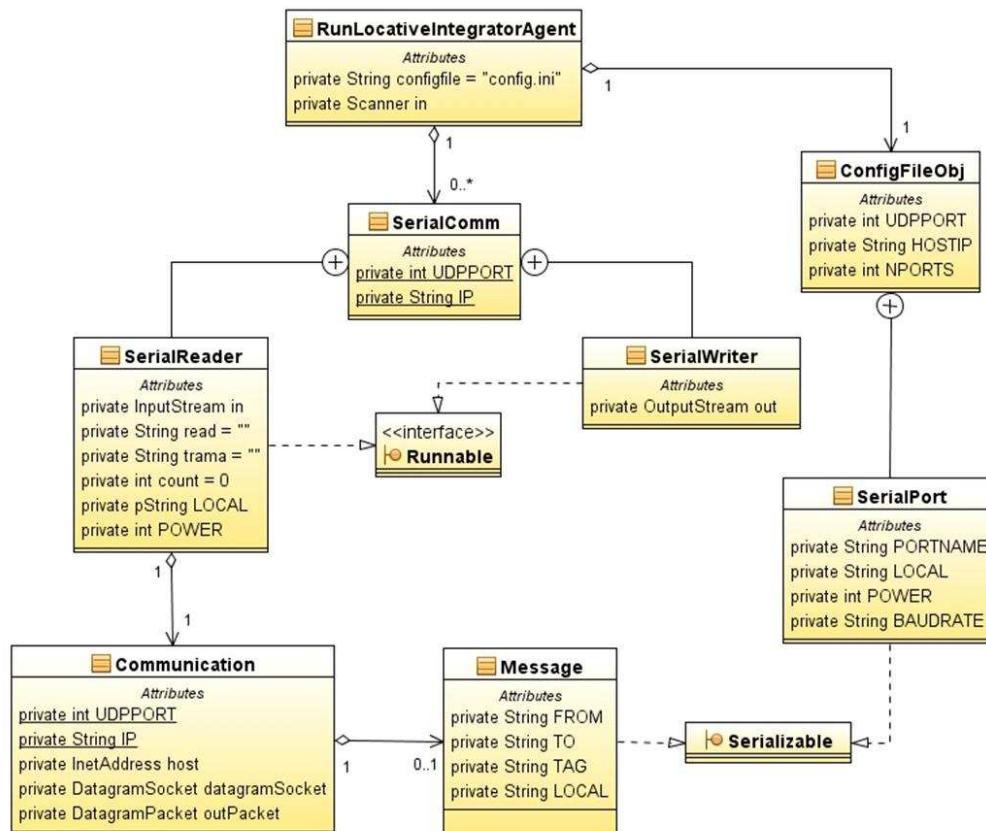 RunLocativeIntegratorAgent
Attributes
private String configfile = "config.ini"
private Scanner in
1
1
1
0..*
ConfigFileObj
Attributes
private int UDPPORT
private String HOSTIP
private int NPORTS
SerialComm
Attributes
private int UDPPORT
private String IP
SerialReader
Attributes
private InputStream in
private String read = ""
private String trama = ""
private int count = 0
private pString LOCAL
private int POWER
SerialWriter
Attributes
private OutputStream out
<<interface>>
Runnable
SerialPort
Attributes
private String PORTNAME
private String LOCAL
private int POWER
private String BAUDRATE
1
1
Communication
Attributes
private int UDPPORT
private String IP
private InetAddress host
private DatagramSocket datagramSocket
private DatagramPacket outPacket
1
0..1
Message
Attributes
private String FROM
private String TO
private String TAG
private String LOCAL
Serializable